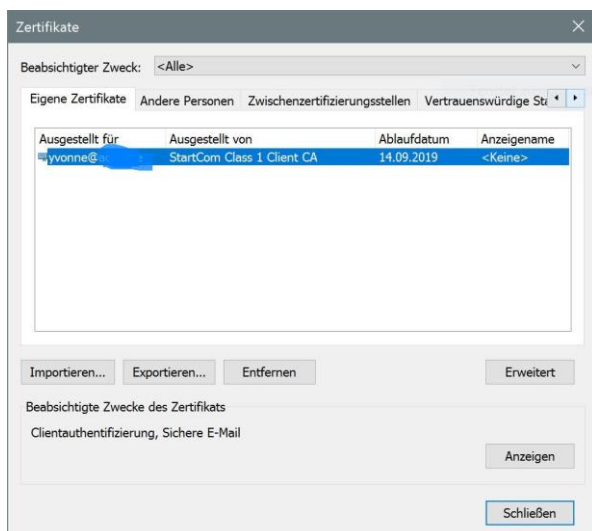 Zertifikate
Beabsichtigter Zweck: <Alle>
Eigene Zertifikate Andere Personen Zwischenzertifizierungsstellen Vertrauenswürdige
Ausgestellt für Ausgestellt von Ablaufdatum Anzeigename
yvonne@ StartCom Class 1 Client CA 14.09.2019 <Keine>
Importieren... Exportieren... Entfernen Erweitert
Beabsichtigte Zwecke des Zertifikats
Clientauthentifizierung, Sichere E-Mail
Anzeigen
Schließen